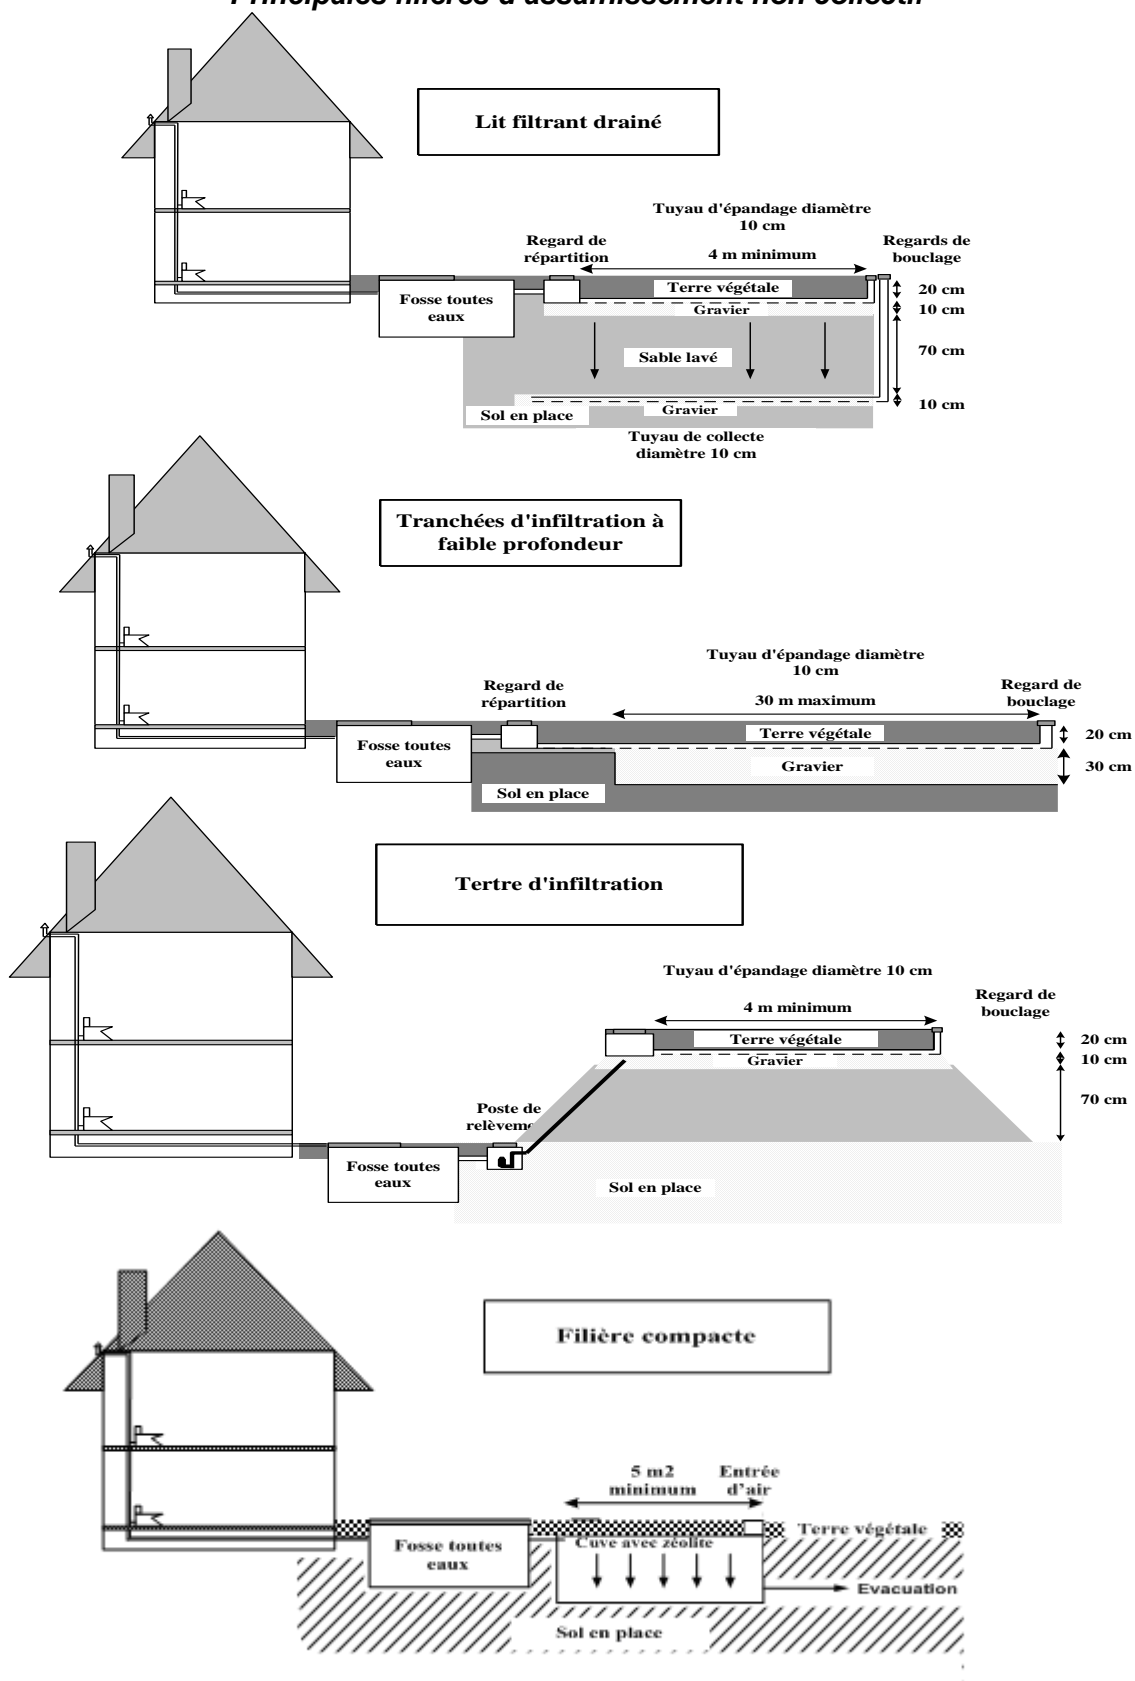 Principales filières d'assainissement non collectif
Lit filtrant drainé
Tuyau d'épandage diamètre
10 cm
Regard de
répartition
4 m minimum
Regards de
bouclage
Fosse toutes
eaux
Terre végétale
20 cm
Gravier
10 cm
Sable lavé
70 cm
Sol en place
Gravier
10 cm
Tuyau de collecte
diamètre 10 cm
Tranchées d'infiltration à
faible profondeur
Tuyau d'épandage diamètre
10 cm
Regard de
répartition
30 m maximum
Regard de
bouclage
Fosse toutes
eaux
Terre végétale
20 cm
Gravier
30 cm
Sol en place
Tertre d'infiltration
Tuyau d'épandage diamètre 10 cm
4 m minimum
Regard de
bouclage
Terre végétale
20 cm
Gravier
10 cm
70 cm
Poste de
relèveme
Fosse toutes
eaux
Sol en place
Filière compacte
5 m2
minimum
Entrée
d'air
Terre végétale
Fosse toutes
eaux
Cuve avec zéolite
Evacuation
Sol en place